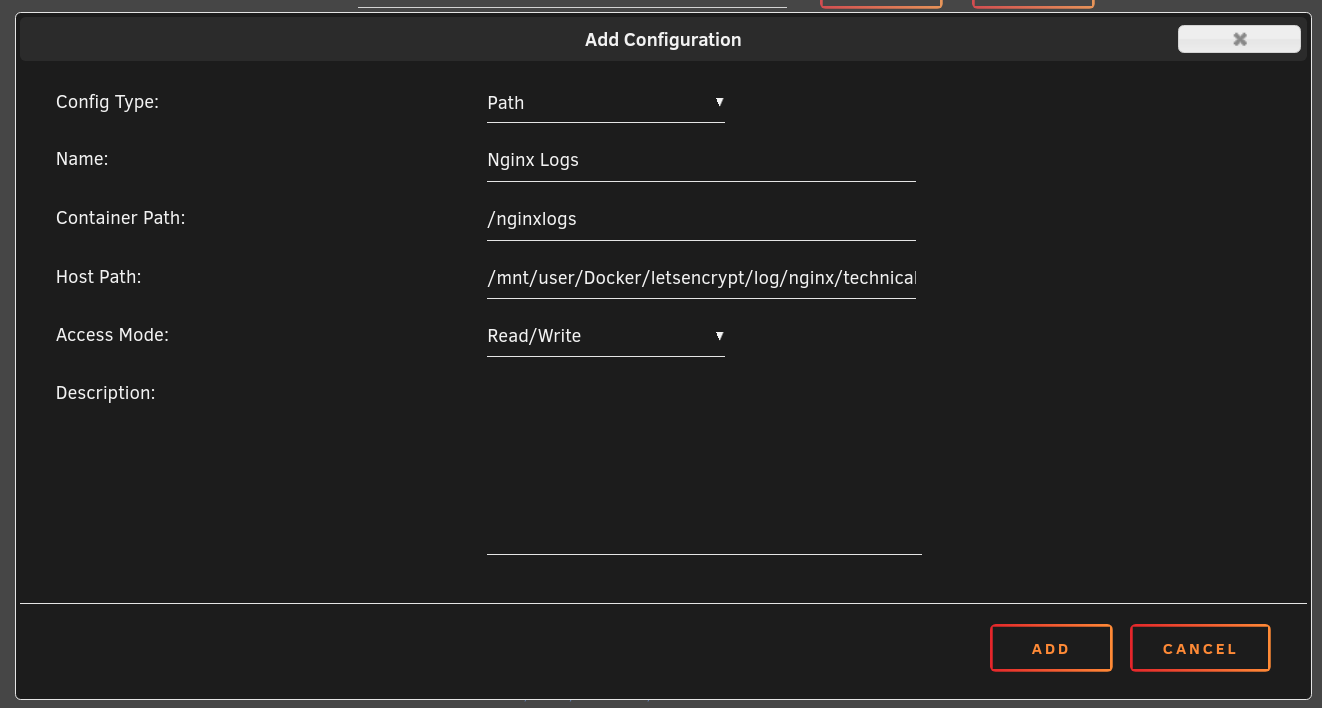 Add Configuration
Config Type: Path
Name: Nginx Logs
Container Path: /nginxlogs
Host Path: /mnt/user/Docker/letsencrypt/log/nginx/technical
Access Mode: Read/Write
Description:
ADD CANCEL